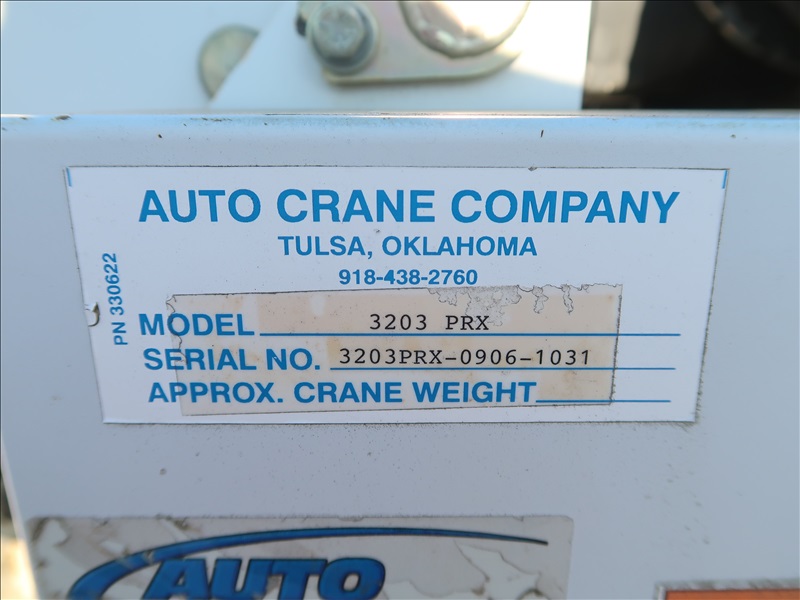 AUTO CRANE COMPANY
TULSA, OKLAHOMA
918-438-2760
PN 330622
MODEL 3203 PRX
SERIAL NO. 3203PRX-0906-1031
APPROX. CRANE WEIGHT
AUTO